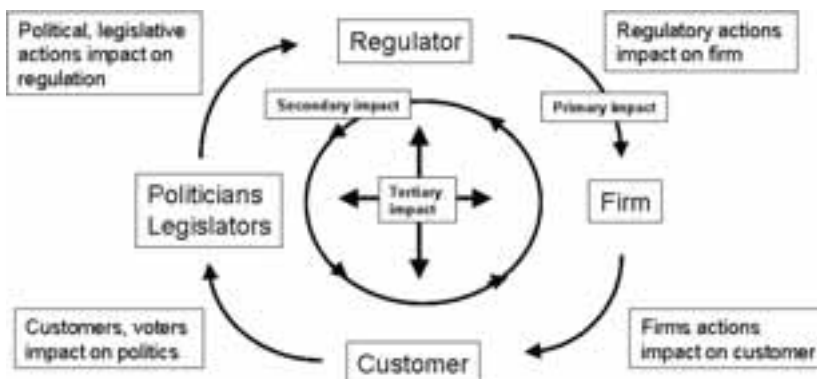 Political, legislative
actions impact on
regulation
Regulator
Regulatory actions
impact on firm
Secondary impact
Primary impact
Politicians
Legislators
Tertiary
impact
Firm
Customers, voters
impact on politics
Customer
Firms actions
impact on customer